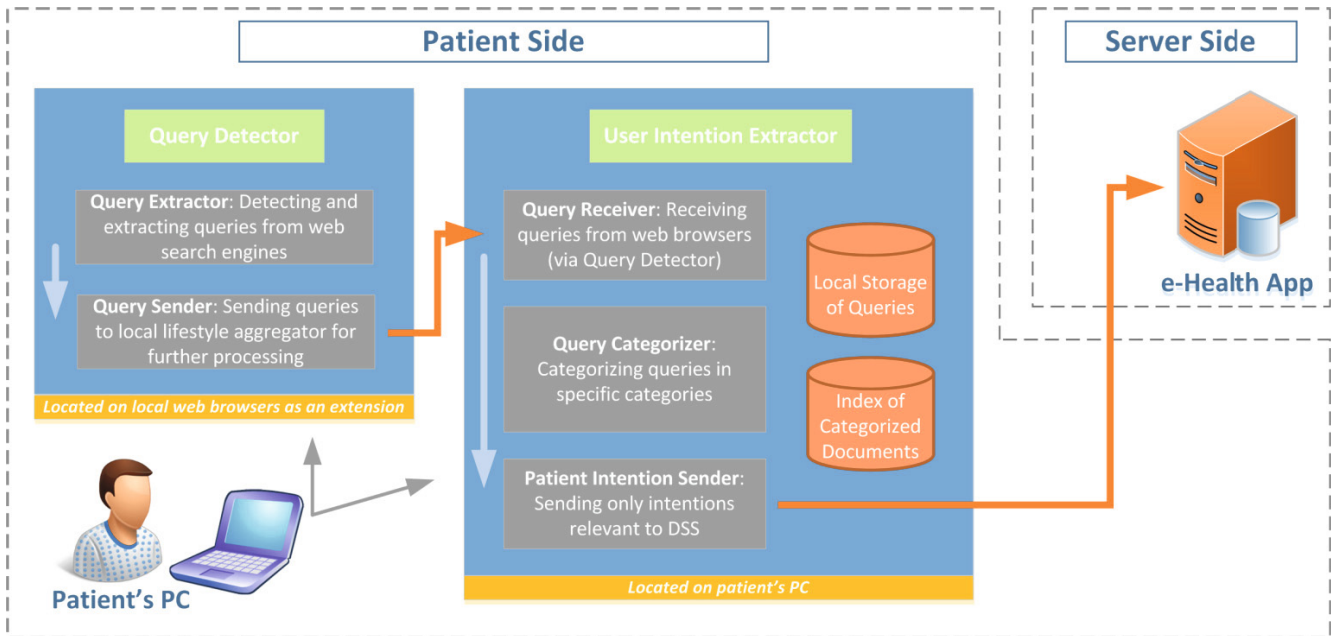 Patient Side
Server Side
Query Detector
Query Extractor: Detecting and
extracting queries from web
search engines
Query Sender: Sending queries
to local lifestyle aggregator for
further processing
Located on local web browsers as an extension
User Intention Extractor
Query Receiver: Receiving
queries from web browsers
(via Query Detector)
Query Categorizer:
Categorizing queries in
specific categories
Patient Intention Sender:
Sending only intentions
relevant to DSS
Local Storage
of Queries
Index of
Categorized
Documents
Located on patient's PC
e-Health App
Patient's PC